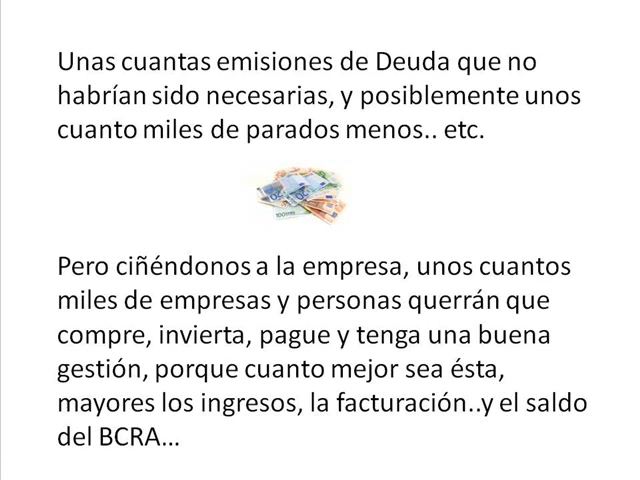 Unas cuantas emisiones de Deuda que no
habrían sido necesarias, y posiblemente unos
cuanto miles de parados menos.. etc.
Pero ciñéndonos a la empresa, unos cuantos
miles de empresas y personas querrán que
compre, invierta, pague y tenga una buena
gestión, porque cuanto mejor sea ésta,
mayores los ingresos, la facturación..y el saldo
del BCRA...